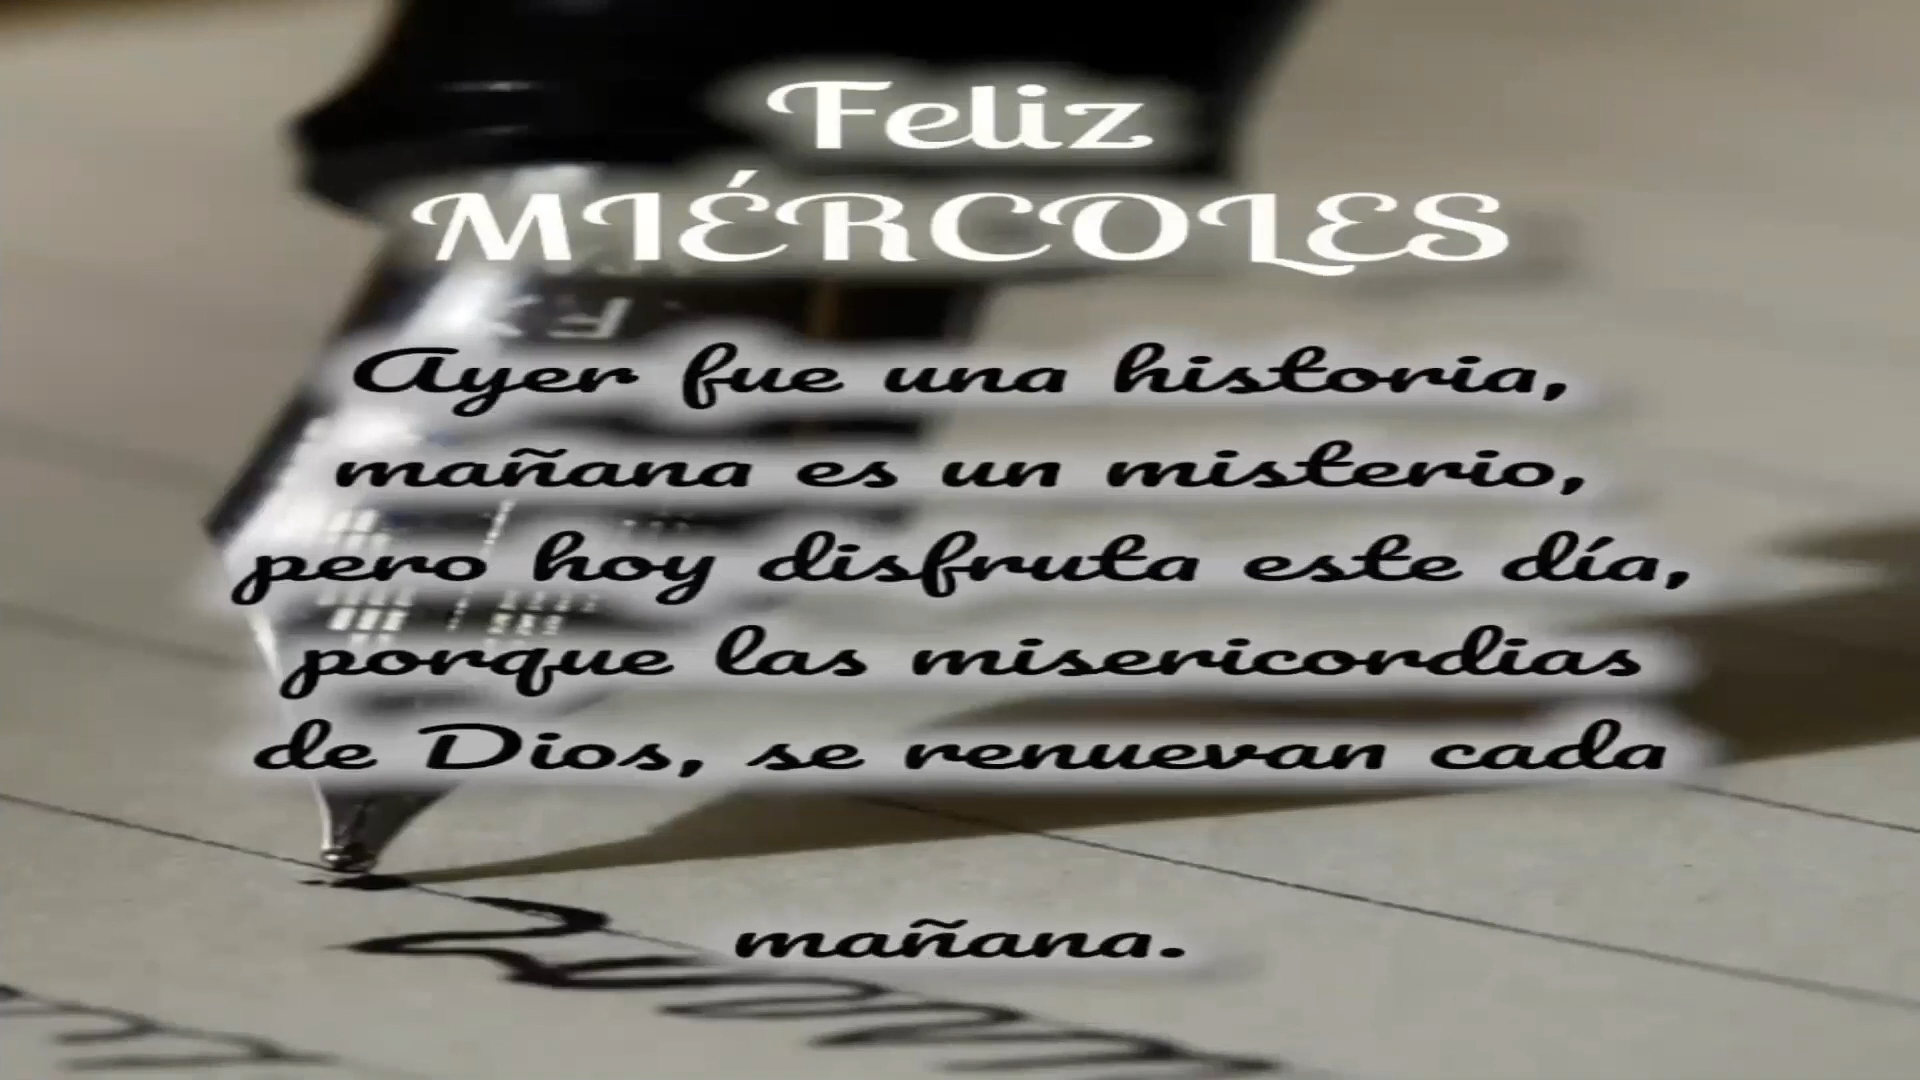 Feliz
MIÉRCOLES
Ayer fue una historia,
mañana es un misterio,
pero hoy disfruta este día,
porque las misericordias
de Dios, se renuevan cada
mañana.